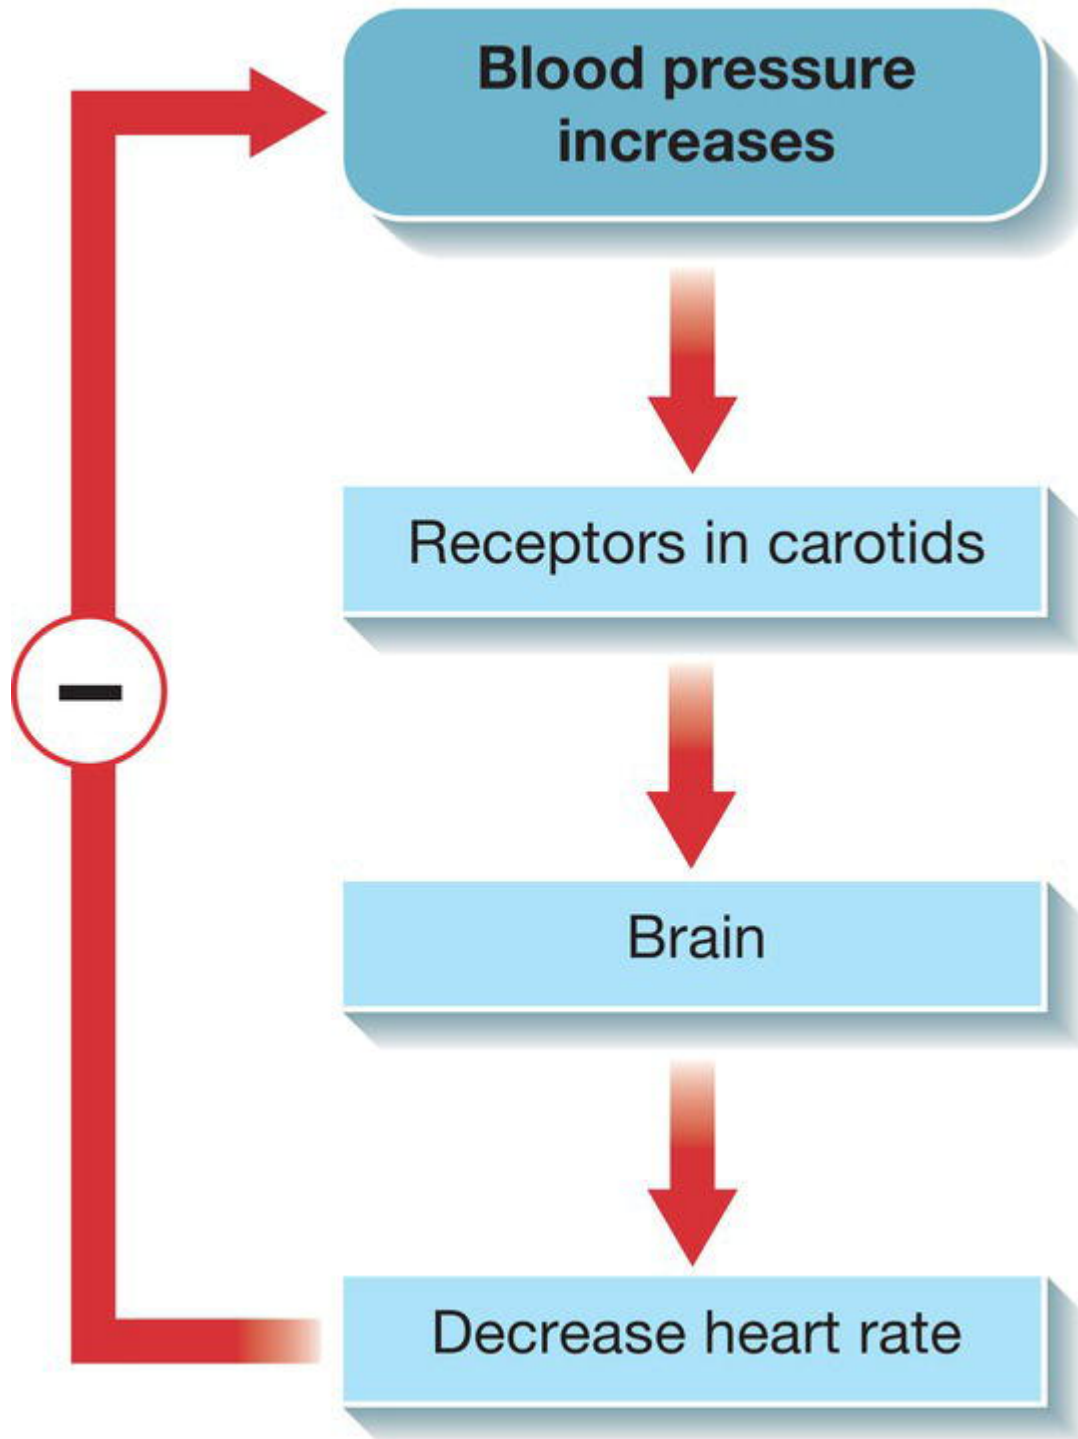 Blood pressure
increases
Receptors in carotids
−
Brain
Decrease heart rate